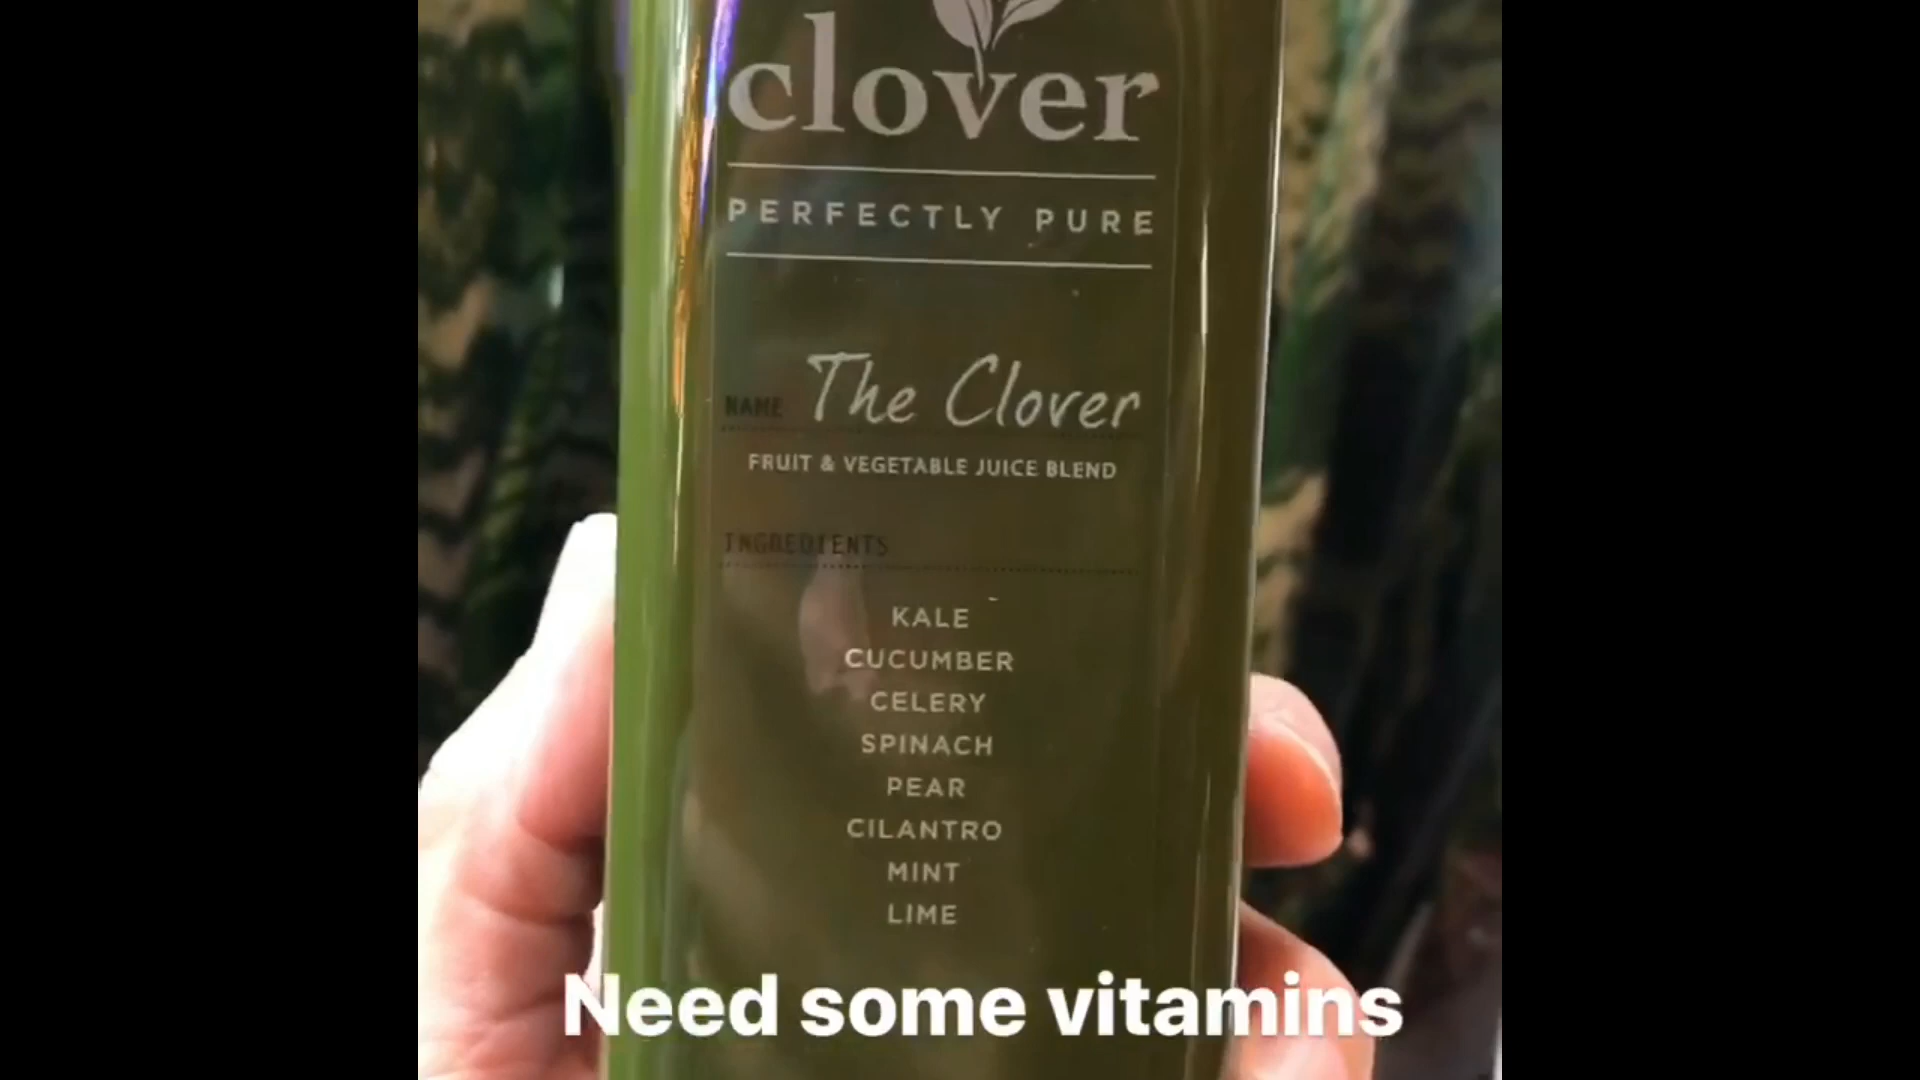 clover
PERFECTLY PURE
NAME The Clover
FRUIT & VEGETABLE JUICE BLEND
INGREDIENTS
KALE
CUCUMBER
CELERY
SPINACH
PEAR
CILANTRO
MINT
LIME
Need some vitamins